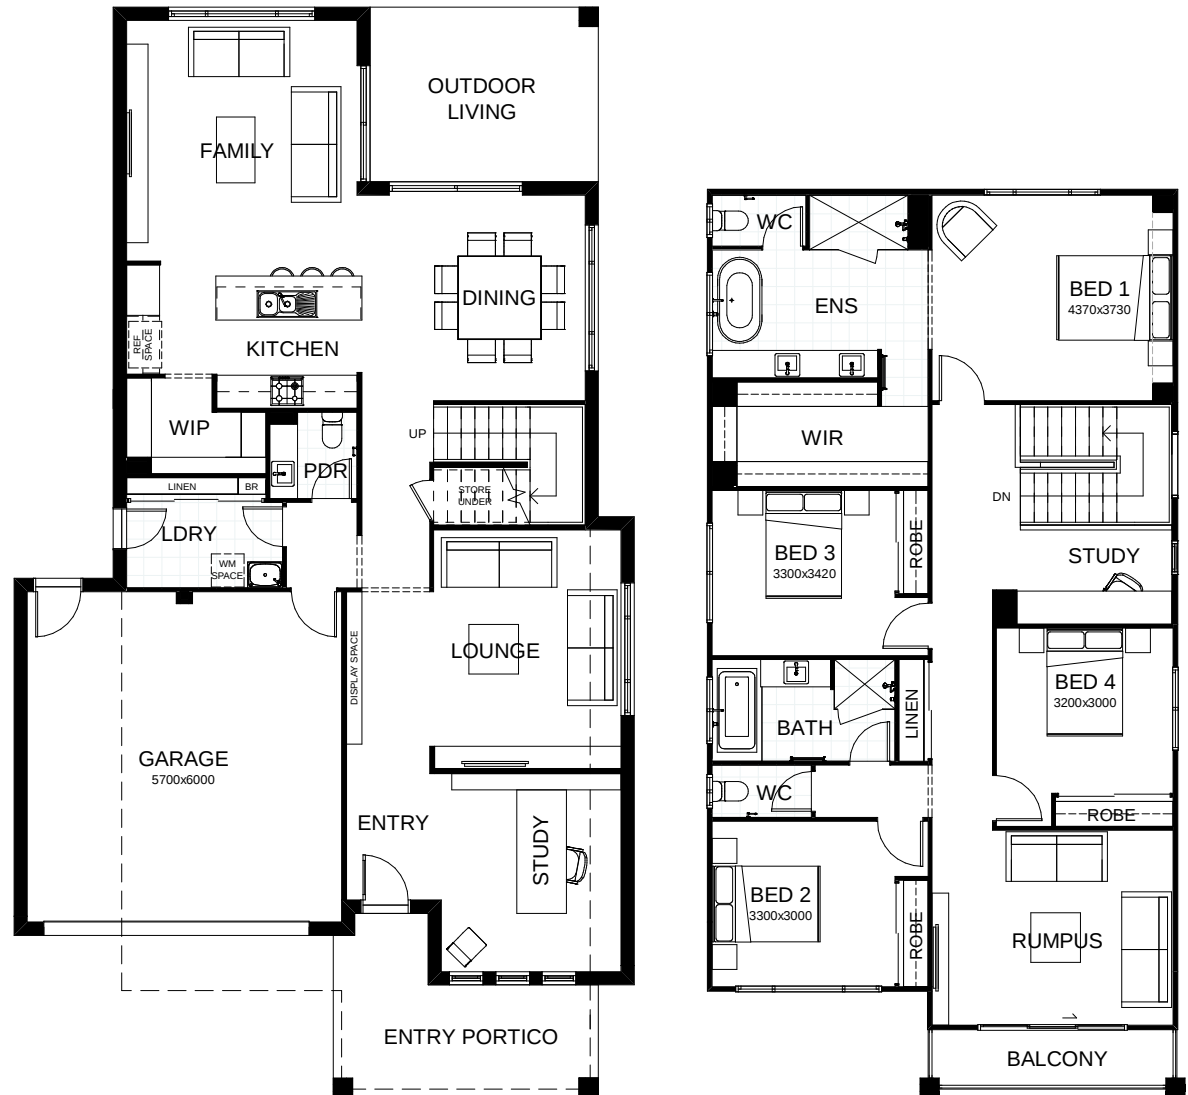 OUTDOOR
LIVING
FAMILY
DINING
REF
SPACE
KITCHEN
WIP
UP
PDR
LINEN
BR
STORE
UNDER
LDRY
WM
SPACE
DISPLAY SPACE
LOUNGE
GARAGE
5700x6000
ENTRY
STUDY
ENTRY PORTICO
WC
ENS
BED 1
4370x3730
WIR
DN
BED 3
3300x3420
ROBE
STUDY
BED 4
3200x3000
BATH
LINEN
WC
ROBE
BED 2
3300x3000
ROBE
RUMPUS
BALCONY